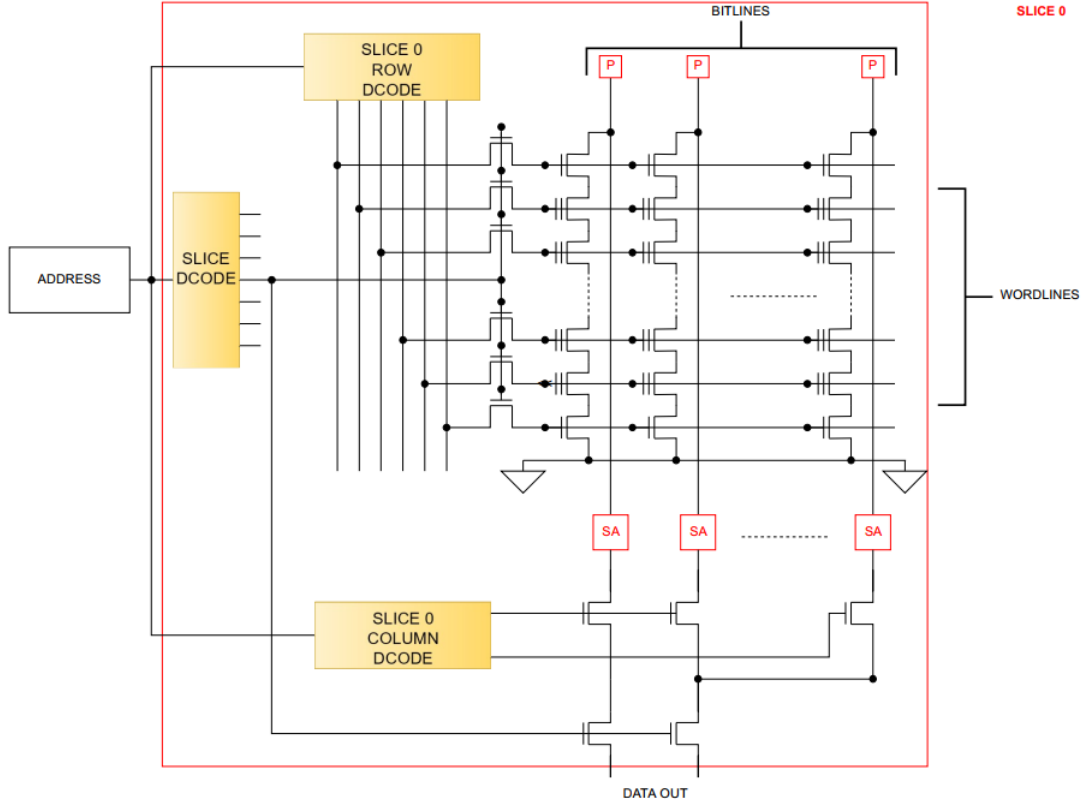 BITLINES
SLICE 0
SLICE 0
ROW
DCODE
P
P
P
SLICE
DCODE
ADDRESS
WORDLINES
SA
SA
SA
SLICE 0
COLUMN
DCODE
DATA OUT